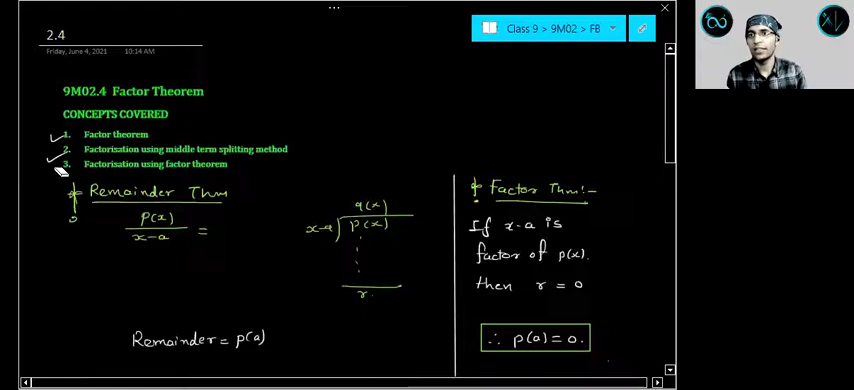 2.4
Friday, June 4, 2021 10:14 AM
Class 9 > 9M02 > FB
9M02.4 Factor Theorem
CONCEPTS COVERED
1. Factor theorem
2. Factorisation using middle term splitting method
3. Factorisation using factor theorem
Remainder Thm
p(x)
x-a
=
q(x)
x-a) p(x)
r.
Remainder = p(a)
Factor Thm:-
If x-a is
factor of p(x).
then r = 0
∴ p(a) = 0.